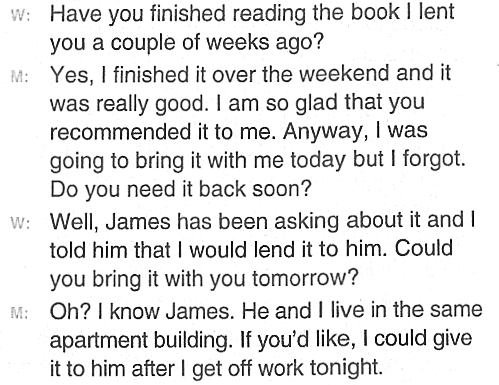 W: Have you finished reading the book I lent
you a couple of weeks ago?
M: Yes, I finished it over the weekend and it
was really good. I am so glad that you
recommended it to me. Anyway, I was
going to bring it with me today but I forgot.
Do you need it back soon?
W: Well, James has been asking about it and I
told him that I would lend it to him. Could
you bring it with you tomorrow?
M: Oh? I know James. He and I live in the same
apartment building. If you'd like, I could give
it to him after I get off work tonight.